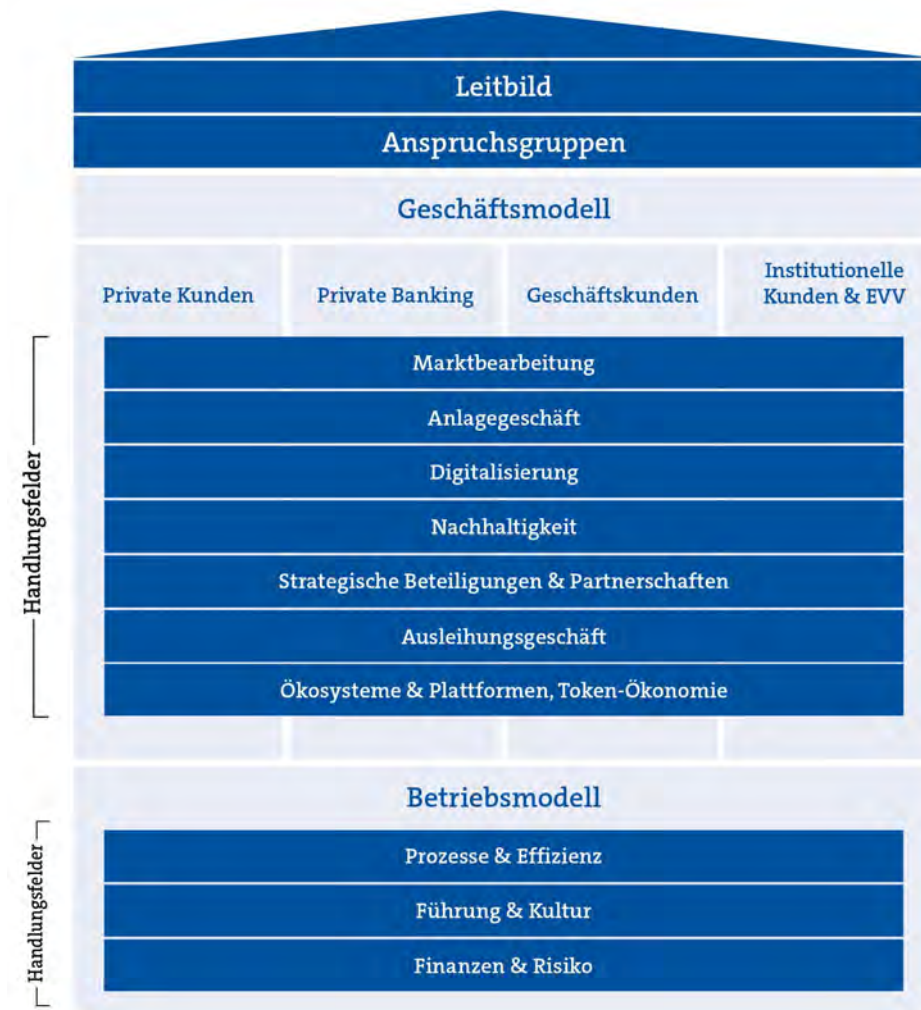 Leitbild
Anspruchsgruppen
Geschäftsmodell
Private Kunden
Private Banking
Geschäftskunden
Institutionelle
Kunden & EVV
Handlungsfelder
Marktbearbeitung
Anlagegeschäft
Digitalisierung
Nachhaltigkeit
Strategische Beteiligungen & Partnerschaften
Ausleihungsgeschäft
Ökosysteme & Plattformen, Token-Ökonomie
Betriebsmodell
Handlungsfelder
Prozesse & Effizienz
Führung & Kultur
Finanzen & Risiko